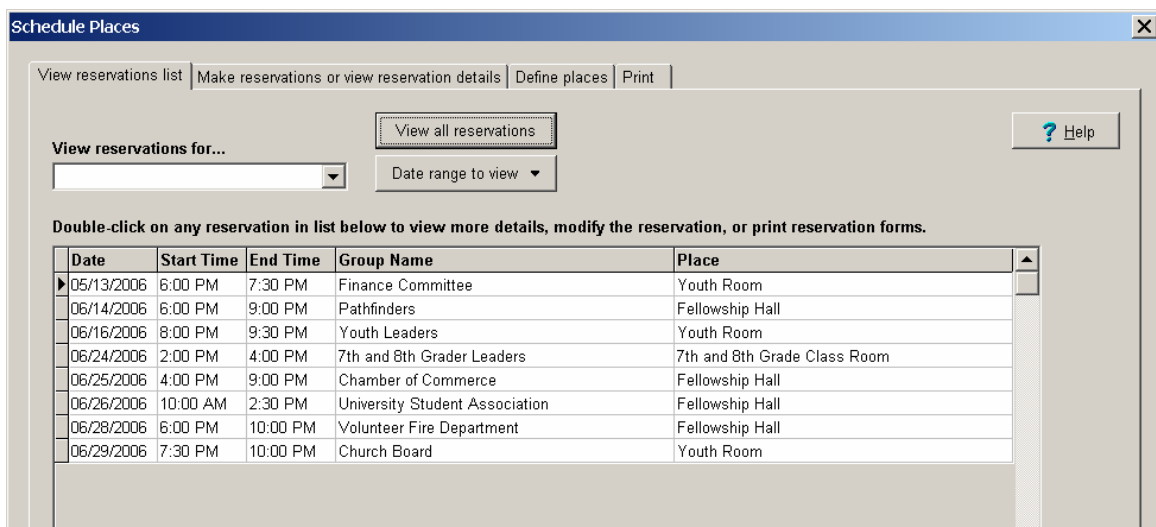 Schedule Places
View reservations list Make reservations or view reservation details Define places Print
View all reservations
? Help
View reservations for...
Date range to view
Double-click on any reservation in list below to view more details, modify the reservation, or print reservation forms.
Date Start Time End Time Group Name Place
05/13/2006 6:00 PM 7:30 PM Finance Committee Youth Room
06/14/2006 6:00 PM 9:00 PM Pathfinders Fellowship Hall
06/16/2006 8:00 PM 9:30 PM Youth Leaders Youth Room
06/24/2006 2:00 PM 4:00 PM 7th and 8th Grader Leaders 7th and 8th Grade Class Room
06/25/2006 4:00 PM 9:00 PM Chamber of Commerce Fellowship Hall
06/26/2006 10:00 AM 2:30 PM University Student Association Fellowship Hall
06/28/2006 6:00 PM 10:00 PM Volunteer Fire Department Fellowship Hall
06/29/2006 7:30 PM 10:00 PM Church Board Youth Room